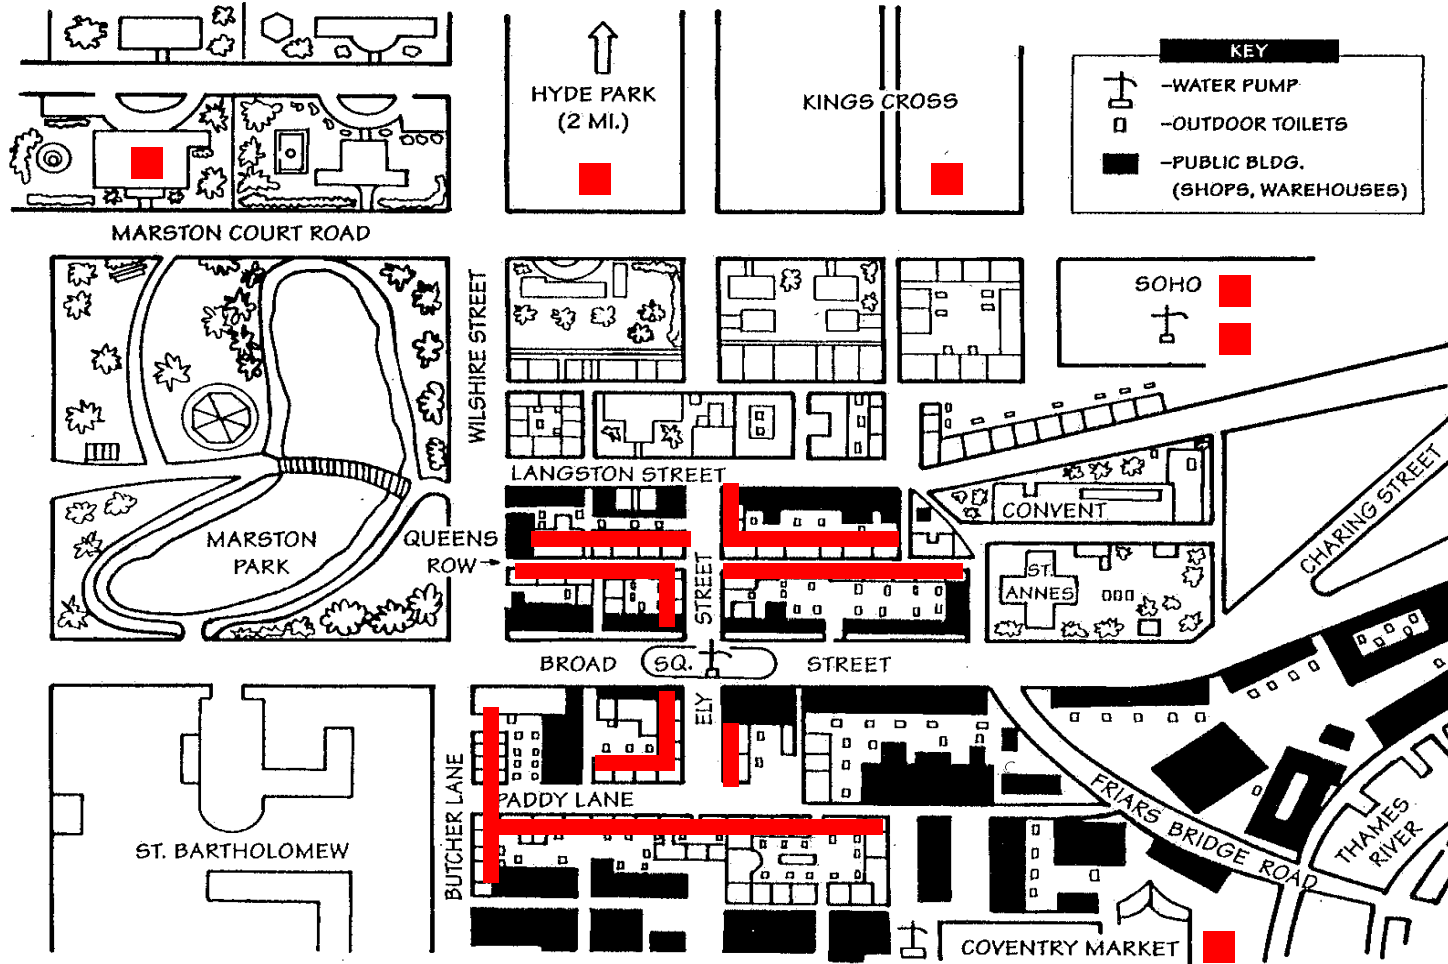 KEY
-WATER PUMP
-OUTDOOR TOILETS
-PUBLIC BLDG.
(SHOPS, WAREHOUSES)
HYDE PARK
(2 MI.)
KINGS CROSS
MARSTON COURT ROAD
SOHO
WILSHIRE STREET
LANGSTON STREET
CHARING STREET
CONVENT
MARSTON
PARK
QUEENS
ROW
STREET
ST.
ANNES
BROAD
SQ.
STREET
ELY
BUTCHER LANE
PADDY LANE
FRIARS BRIDGE ROAD
THAMES
RIVER
ST. BARTHOLOMEW
COVENTRY MARKET